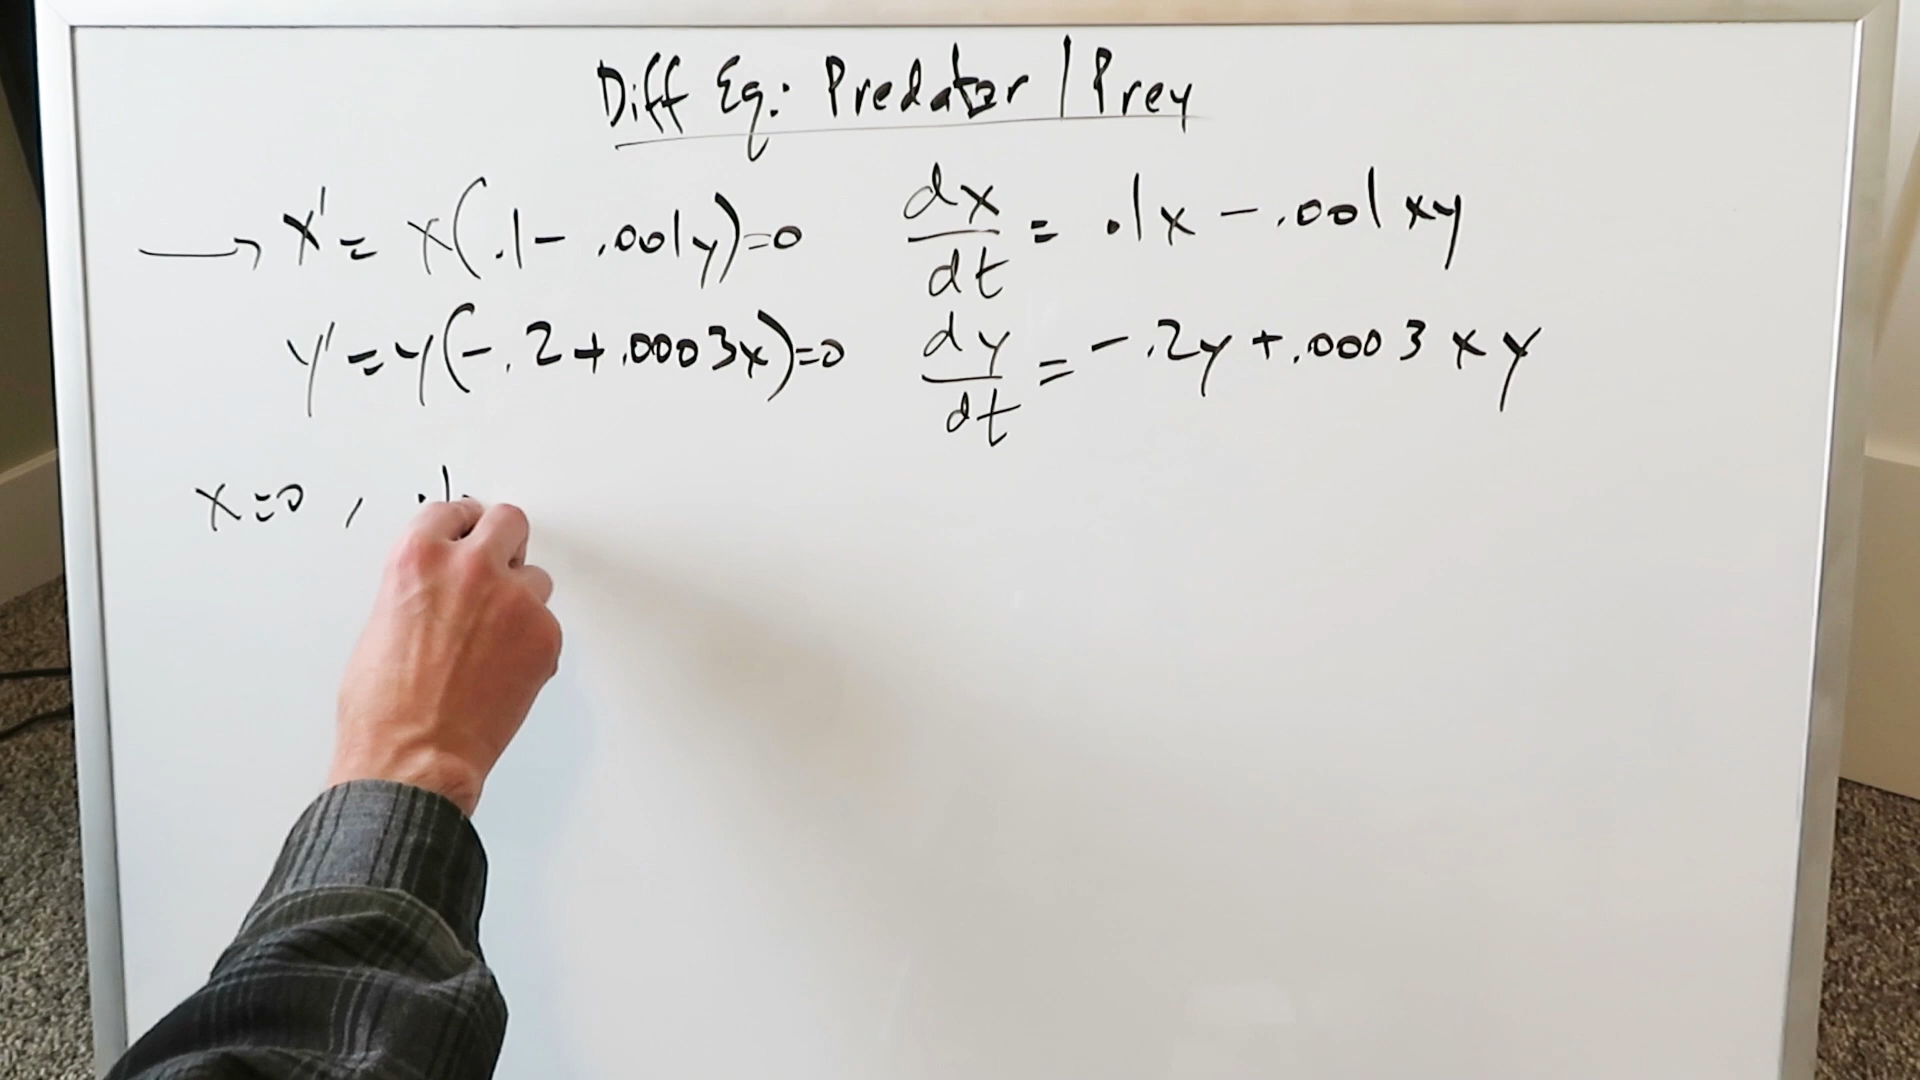 Diff Eq: Predator / Prey
→ x' = x(.1 - .001y)=0
dx/dt = .1x - .001xy
y' = y(-.2 + .0003x)=0
dy/dt = -.2y + .0003xy
x=0 , .1-